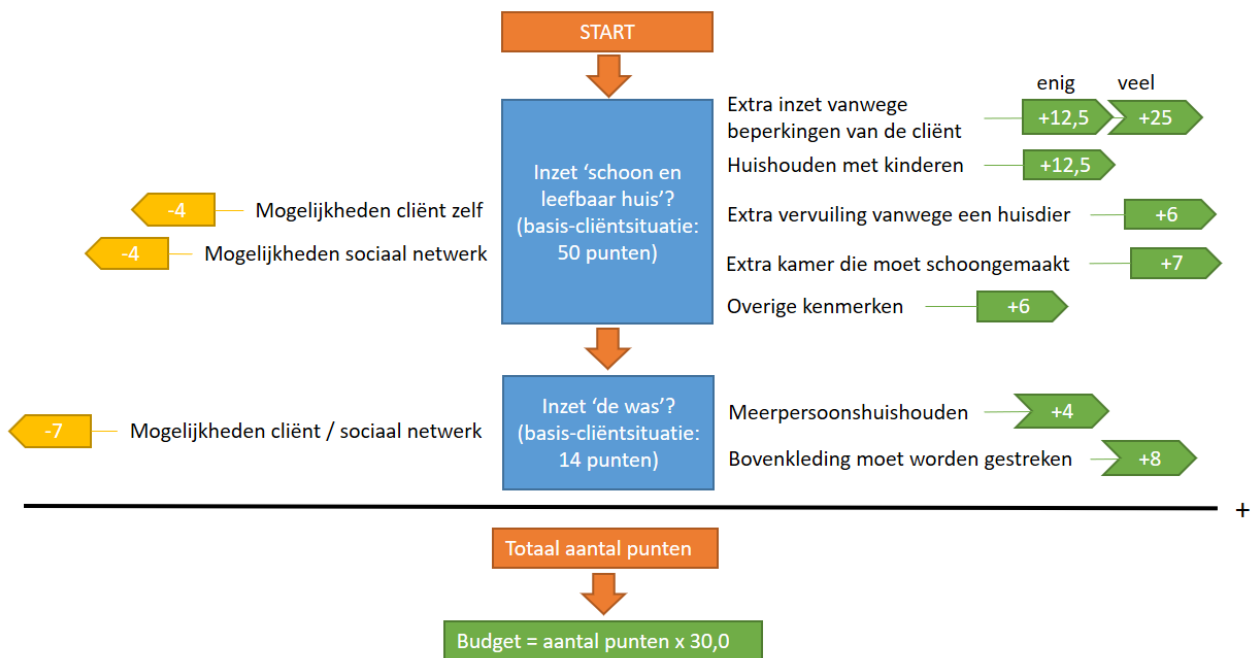 START
enig
veel
Extra inzet vanwege
beperkingen van de cliënt
+12,5
+25
Huishouden met kinderen
+12,5
Inzet ‘schoon en
leefbaar huis’?
(basis-cliëntsituatie:
50 punten)
-4
Mogelijkheden cliënt zelf
-4
Mogelijkheden sociaal netwerk
Extra vervuiling vanwege een huisdier
+6
Extra kamer die moet schoongemaakt
+7
Overige kenmerken
+6
Inzet ‘de was’?
(basis-cliëntsituatie:
14 punten)
-7
Mogelijkheden cliënt / sociaal netwerk
Meerpersoonshuishouden
+4
Bovenkleding moet worden gestreken
+8
+
Totaal aantal punten
Budget = aantal punten x 30,0